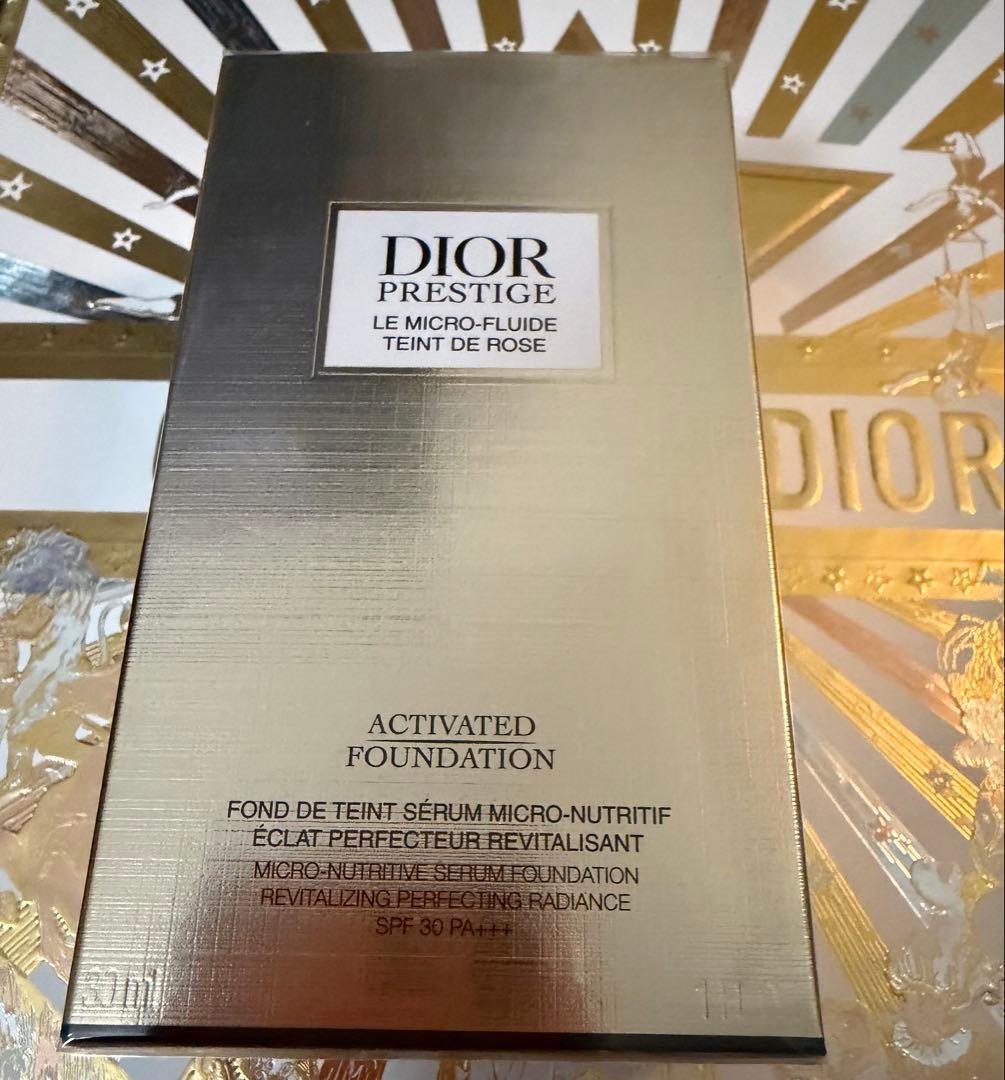 DIOR
PRESTIGE
LE MICRO-FLUIDE
TEINT DE ROSE
DIOR
ACTIVATED
FOUNDATION
FOND DE TEINT SÉRUM MICRO-NUTRITIF
ÉCLAT PERFECTEUR REVITALISANT
MICRO-NUTRITIVE SERUM FOUNDATION
REVITALIZING PERFECTING RADIANCE
SPF 30 PA+++
30ml